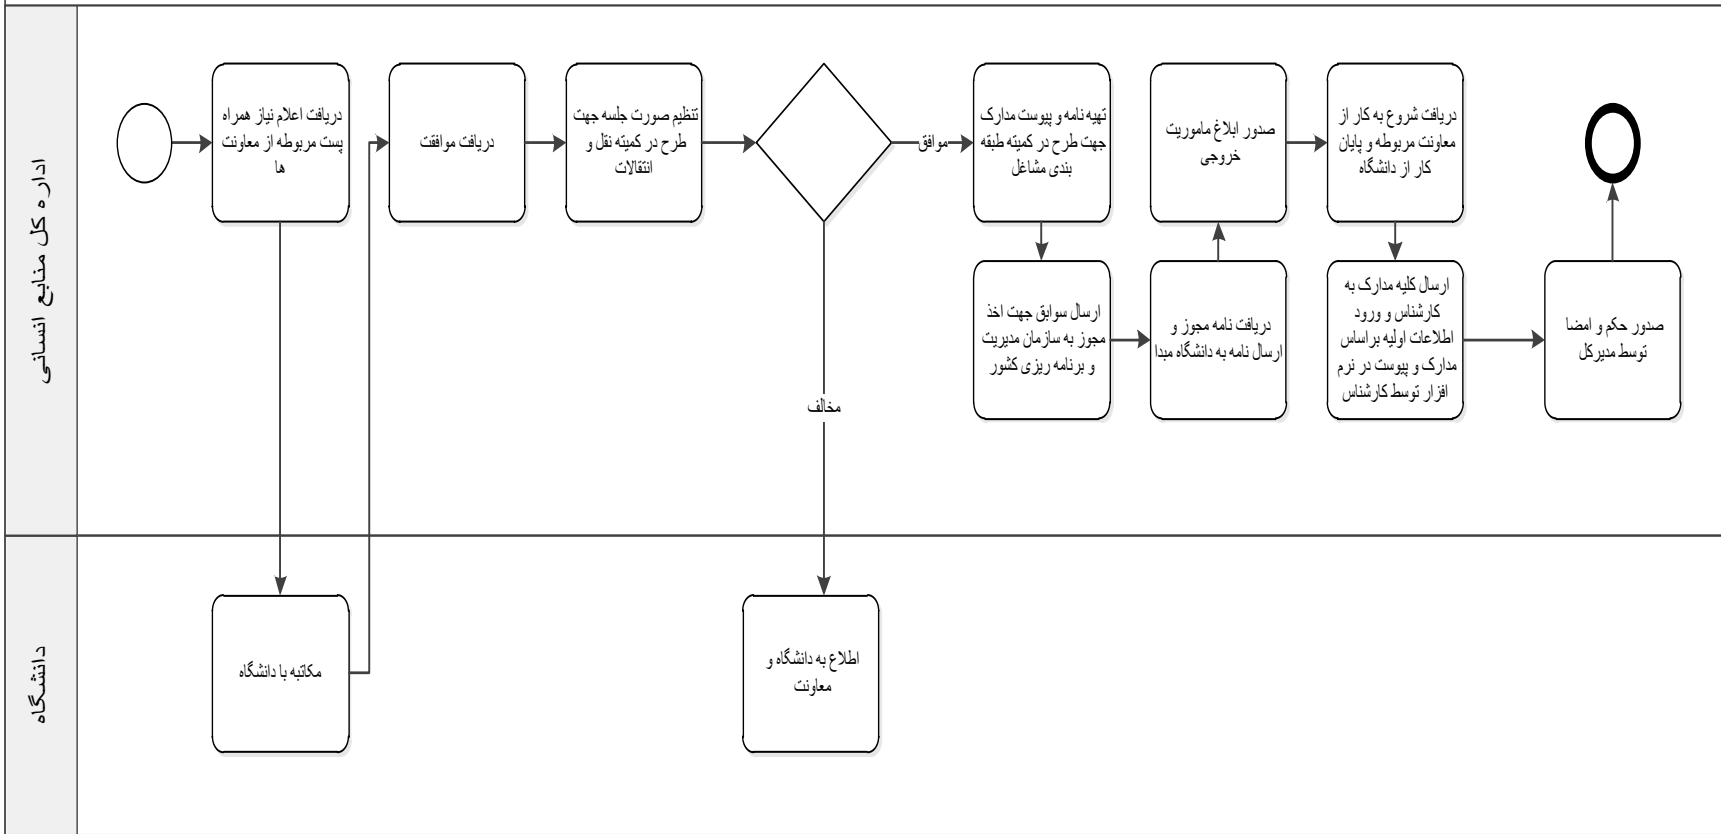 اداره کل منابع انسانی
دریافت اعلام نیاز همراه
پست مربوطه از معاونت
ها
دریافت موافقت
تنظیم صورت جلسه جهت
طرح در کمیته نقل و
انتقالات
موافق
تهیه نامه و پیوست مدارک
جهت طرح در کمیته طبقه
بندی مشاغل
صدور ابلاغ ماموریت
خروجی
دریافت شروع به کار از
معاونت مربوطه و پایان
کار از دانشگاه
ارسال سوابق جهت اخذ
مجوز به سازمان مدیریت
و برنامه ریزی کشور
دریافت نامه مجوز و
ارسال نامه به دانشگاه مبدا
ارسال کلیه مدارک به
کارشناس و ورود
اطلاعات اولیه براساس
مدارک و پیوست در نرم
افزار توسط کارشناس
صدور حکم و امضا
توسط مدیرکل
مخالف
دانشگاه
مکاتبه با دانشگاه
اطلاع به دانشگاه و
معاونت